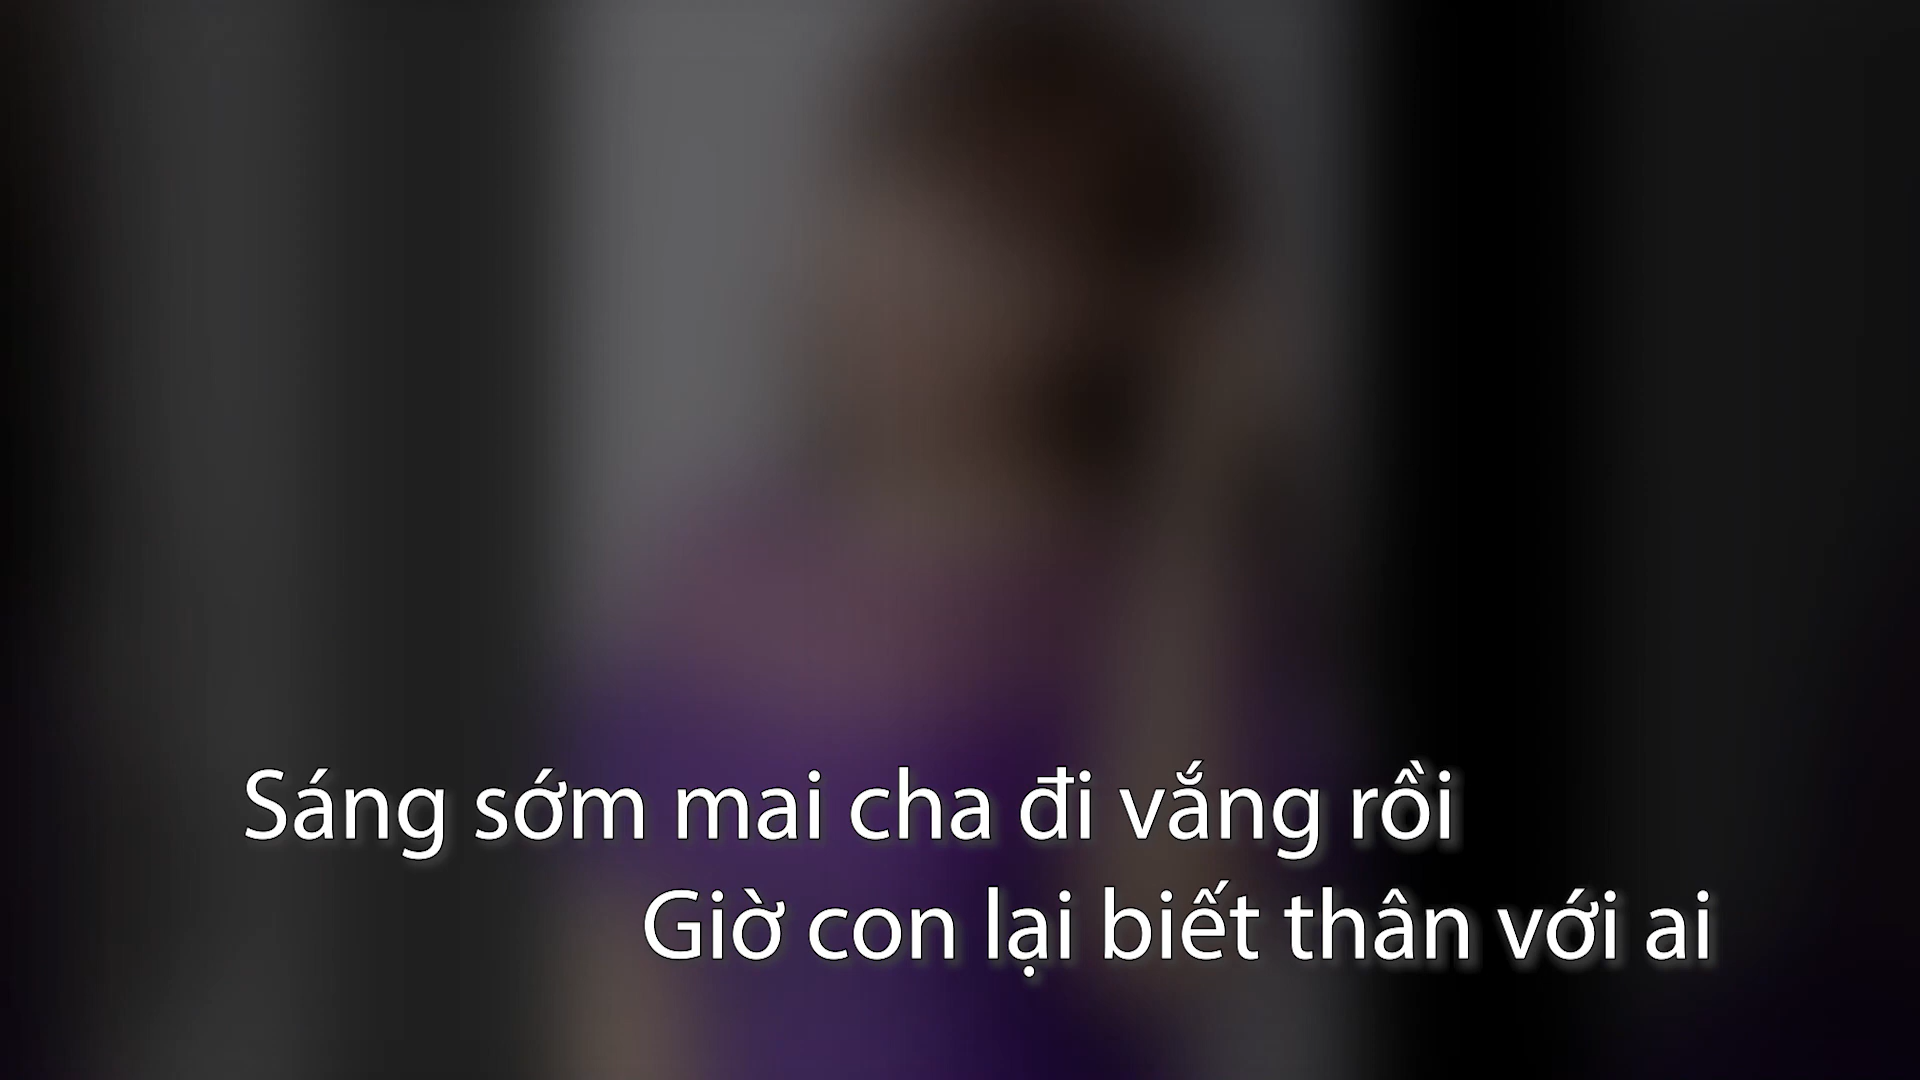 Sáng sớm mai cha đi vắng rồi
Giờ con lại biết thân với ai